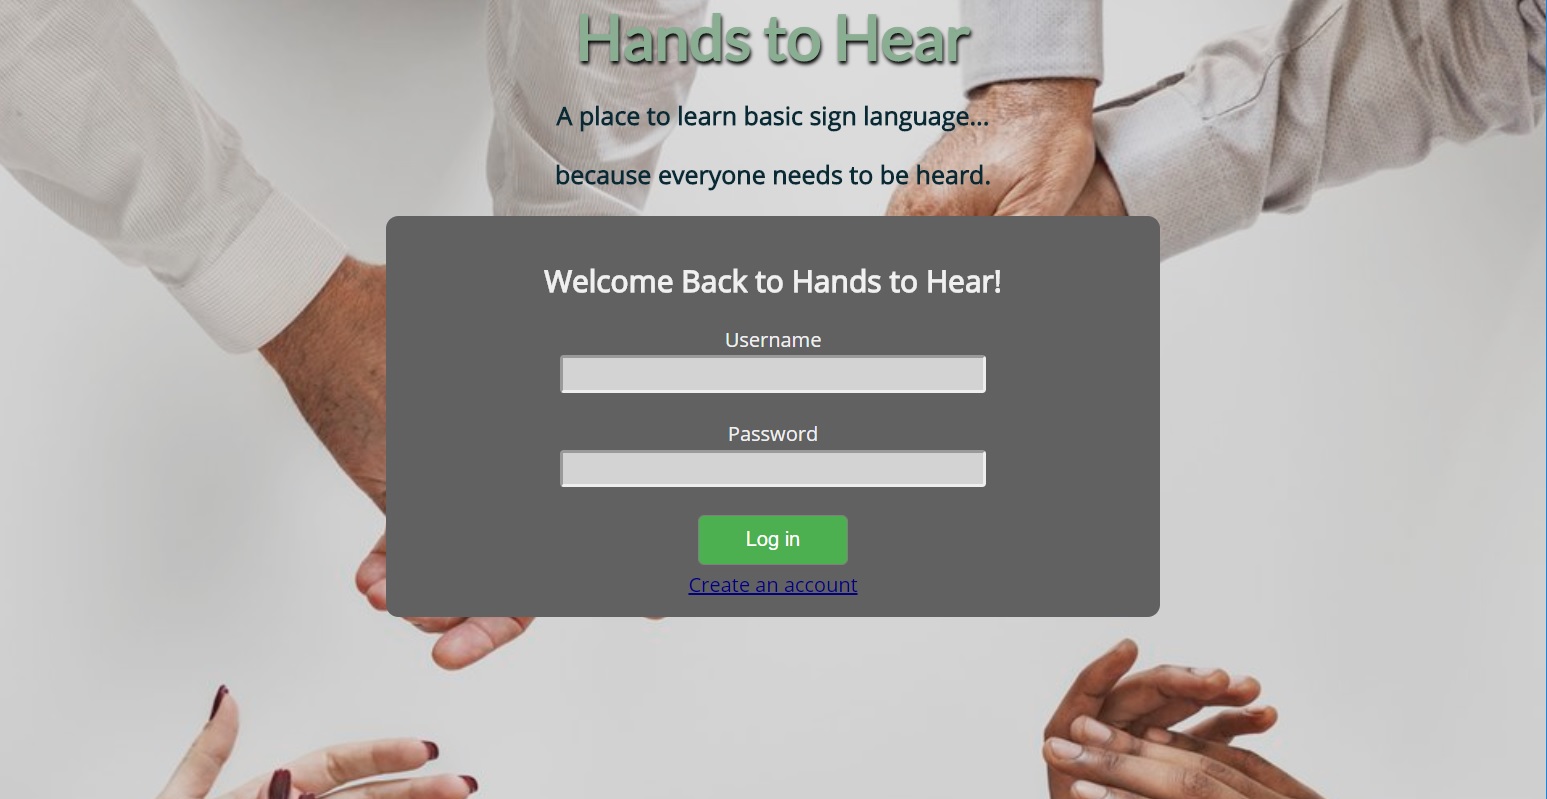 Hands to Hear
A place to learn basic sign language...
because everyone needs to be heard.
Welcome Back to Hands to Hear!
Username
Password
Log in
Create an account